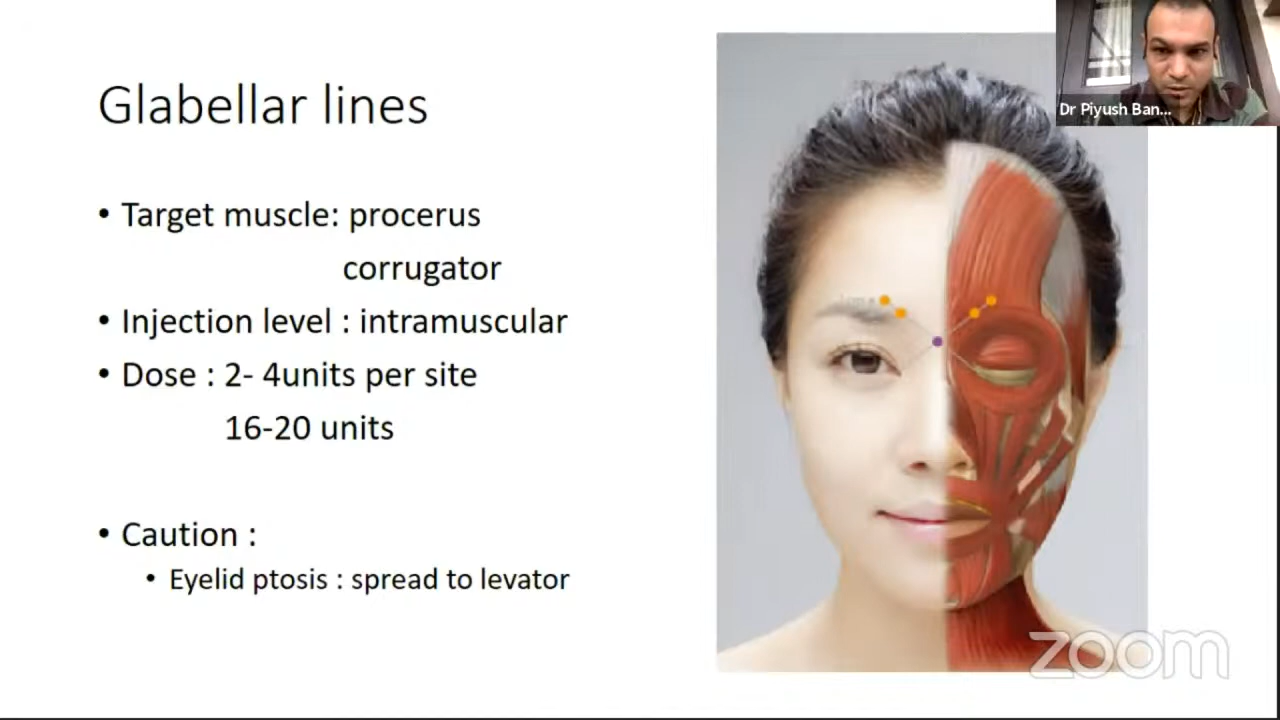 Glabellar lines
• Target muscle: procerus
corrugator
• Injection level : intramuscular
• Dose : 2- 4units per site
16-20 units
• Caution :
• Eyelid ptosis : spread to levator
Dr Piyush Ban...
zoom